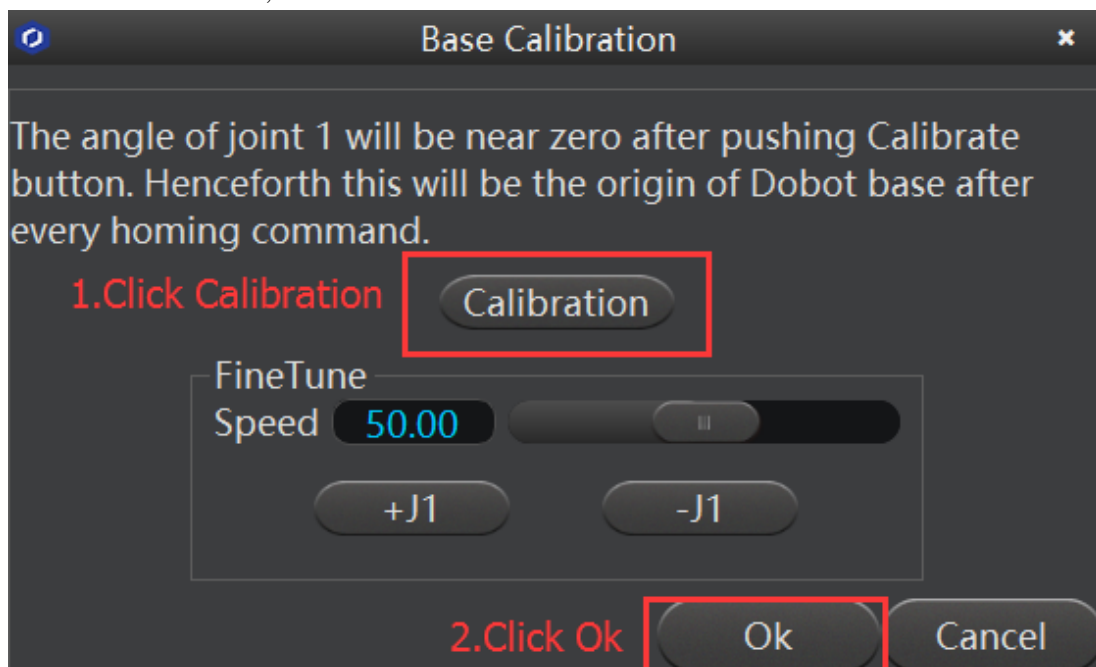 Base Calibration
The angle of joint 1 will be near zero after pushing Calibrate
button. Henceforth this will be the origin of Dobot base after
every homing command.
1.Click Calibration Calibration
FineTune
Speed 50.00
+J1 -J1
2.Click Ok Ok Cancel